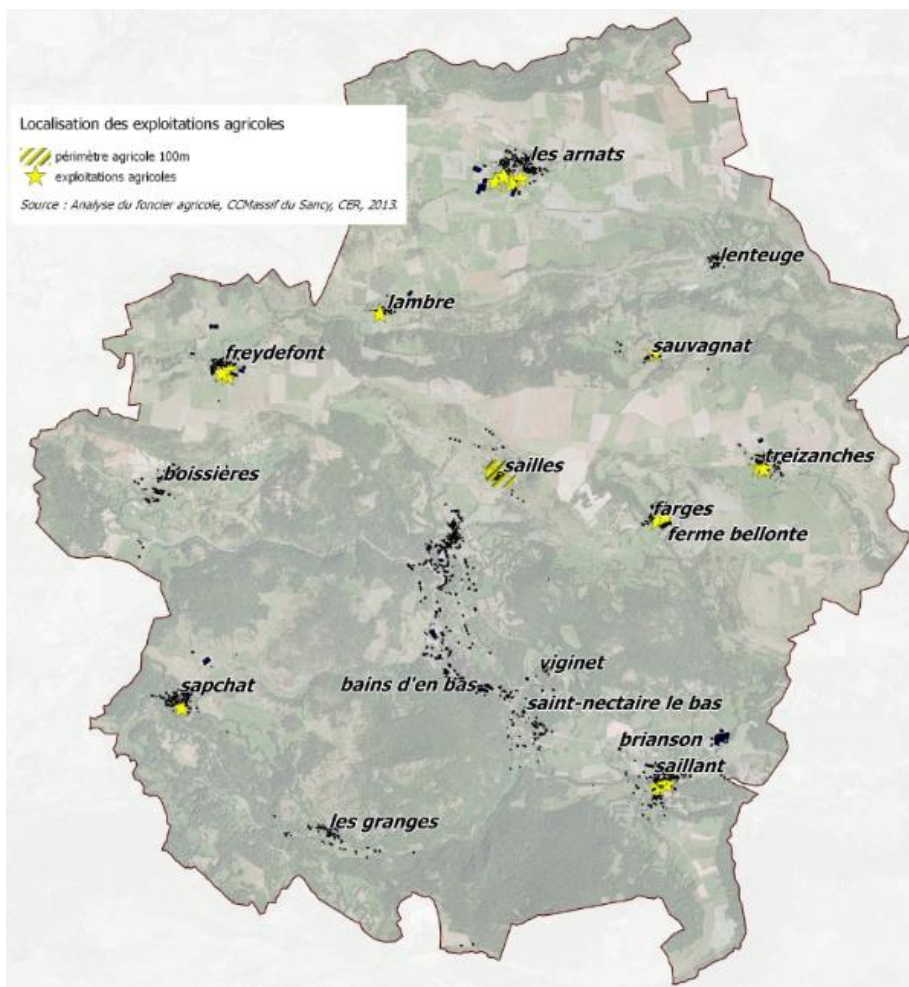 Localisation des exploitations agricoles
périmètre agricole 100m
exploitations agricoles
Source : Analyse du foncier agricole, CCMassif du Sancy, CER, 2013.
les arnats
lenteuge
lambre
sauvagnat
freydefont
treizanches
sailles
boissières
farges
ferme bellonte
viginet
bains d'en bas
sapchat
saint-nectaire le bas
brianson
saillant
les granges